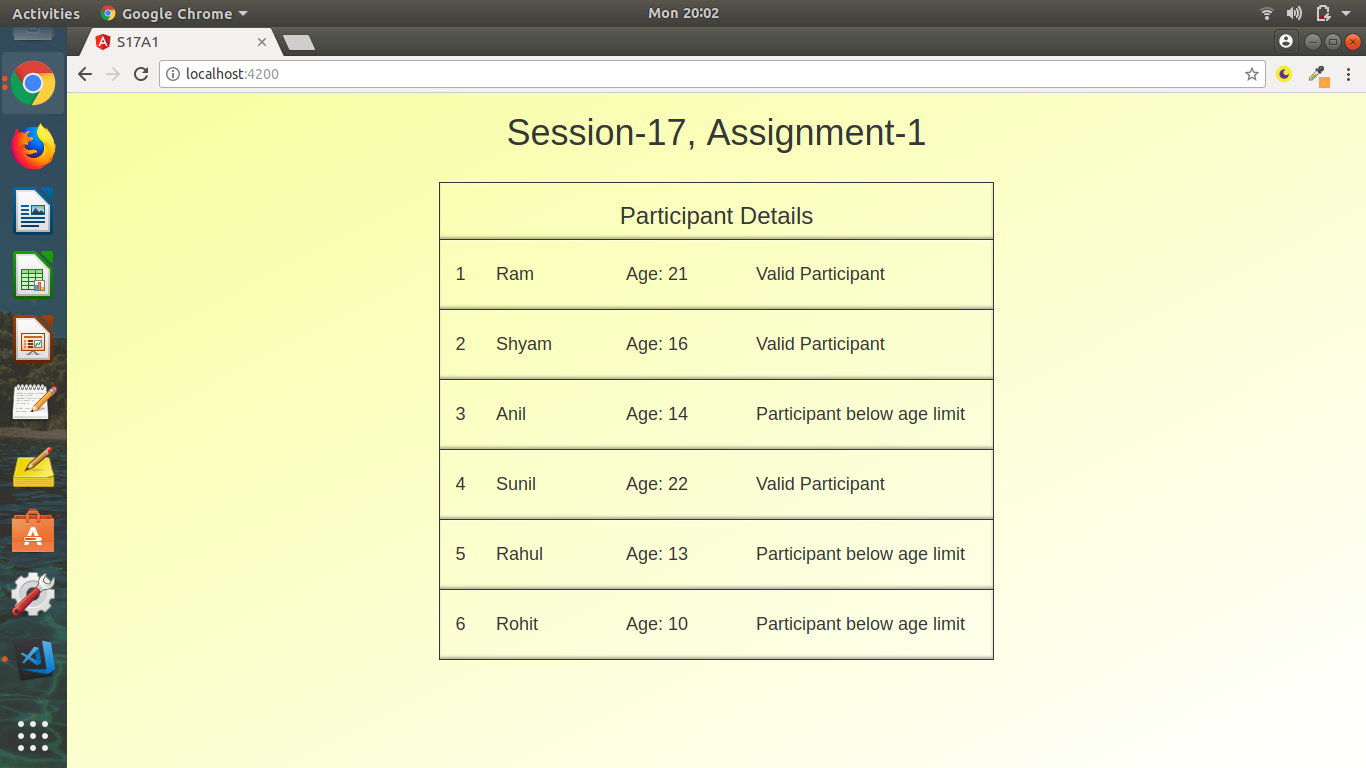 Activities Google Chrome Mon 20:02
S17A1
localhost:4200
Session-17, Assignment-1
Participant Details
1 Ram Age: 21 Valid Participant
2 Shyam Age: 16 Valid Participant
3 Anil Age: 14 Participant below age limit
4 Sunil Age: 22 Valid Participant
5 Rahul Age: 13 Participant below age limit
6 Rohit Age: 10 Participant below age limit